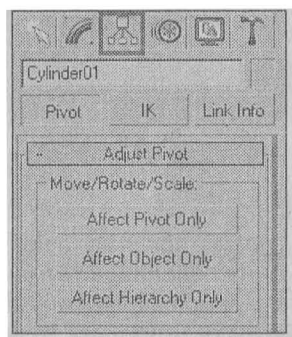 Cylinder01
Pivot IK Link Info
- Adjust Pivot
Move/Rotate/Scale:
Affect Pivot Only
Affect Object Only
Affect Hierarchy Only